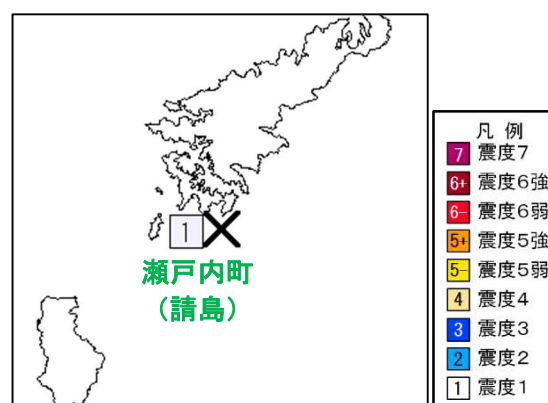 1
瀬戸内町
（請島）
凡 例
7 震度7
6+ 震度6強
6- 震度6弱
5+ 震度5強
5- 震度5弱
4 震度4
3 震度3
2 震度2
1 震度1